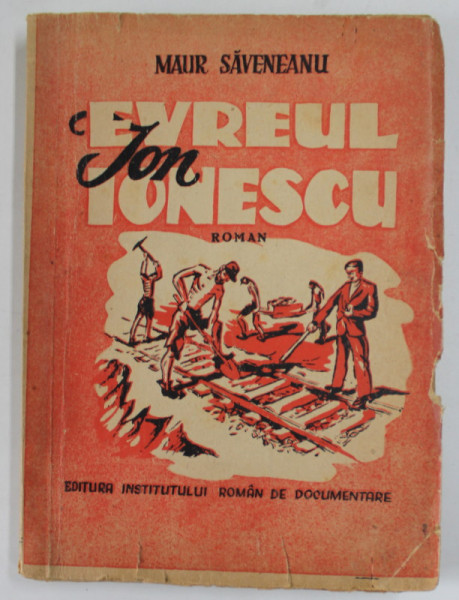 MAUR SĂVENEANU
EVREUL
Ion
IONESCU
ROMAN
EDITURA INSTITUTULUI ROMÂN DE DOCUMENTARE